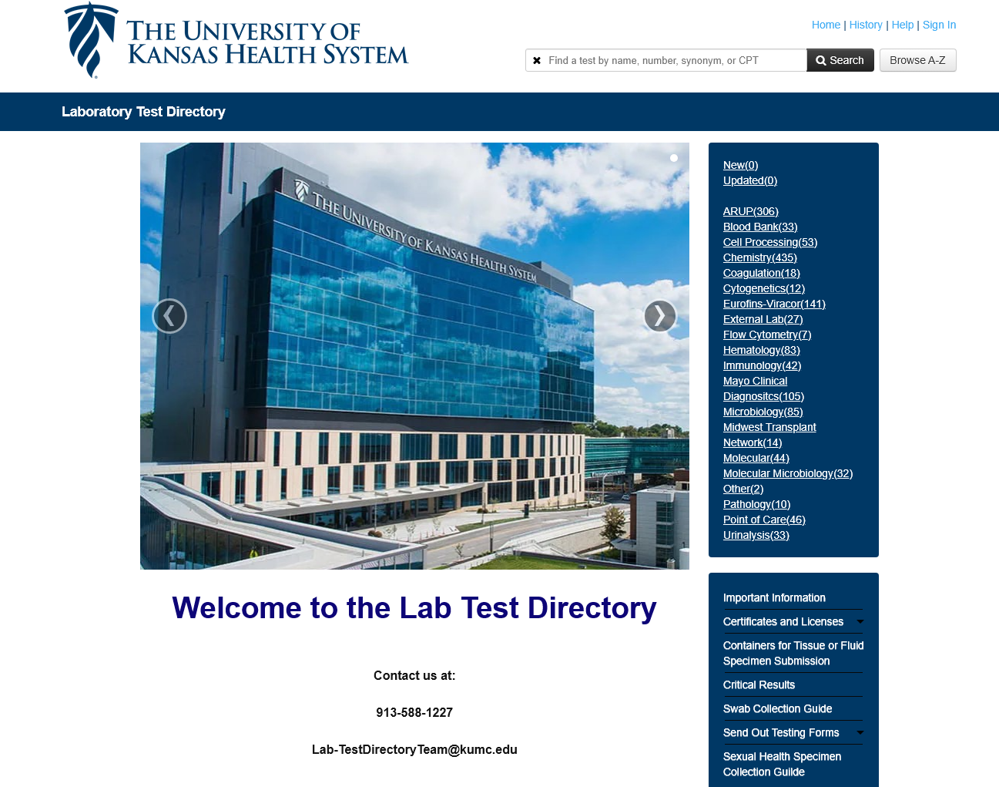 THE UNIVERSITY OF
KANSAS HEALTH SYSTEM
Home | History | Help | Sign In
Find a test by name, number, synonym, or CPT
Search
Browse A-Z
Laboratory Test Directory
THE UNIVERSITY OF KANSAS HEALTH SYSTEM
New(0)
Updated(0)
ARUP(306)
Blood Bank(33)
Cell Processing(53)
Chemistry(435)
Coagulation(18)
Cytogenetics(12)
Eurofins-Viracor(141)
External Lab(27)
Flow Cytometry(7)
Hematology(83)
Immunology(42)
Mayo Clinical
Diagnositcs(105)
Microbiology(85)
Midwest Transplant
Network(14)
Molecular(44)
Molecular Microbiology(32)
Other(2)
Pathology(10)
Point of Care(46)
Urinalysis(33)
Welcome to the Lab Test Directory
Contact us at:
913-588-1227
Lab-TestDirectoryTeam@kumc.edu
Important Information
Certificates and Licenses
Containers for Tissue or Fluid
Specimen Submission
Critical Results
Swab Collection Guide
Send Out Testing Forms
Sexual Health Specimen
Collection Guilde